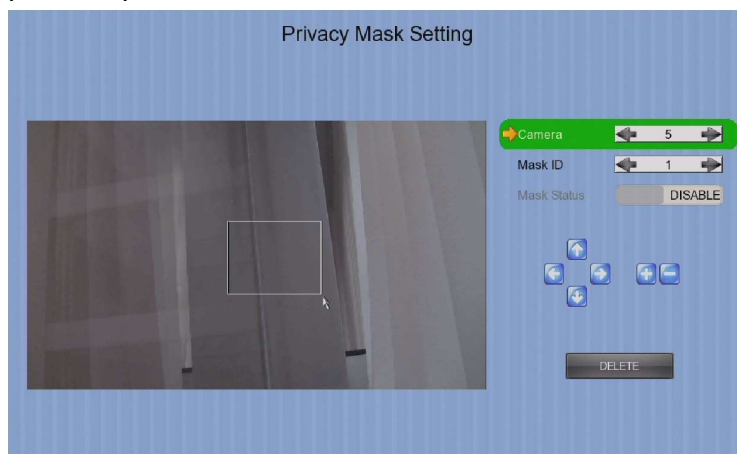 Privacy Mask Setting
Camera 5
Mask ID 1
Mask Status DISABLE
DELETE